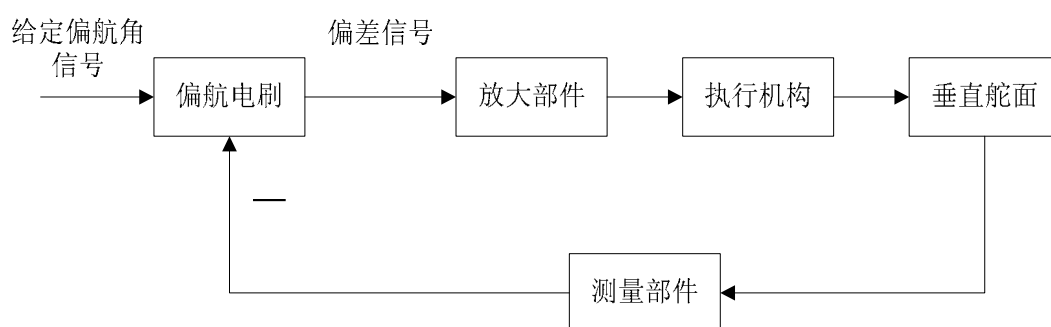 给定偏航角
信号
偏差信号
偏航电刷
放大部件
执行机构
垂直舵面
—
测量部件